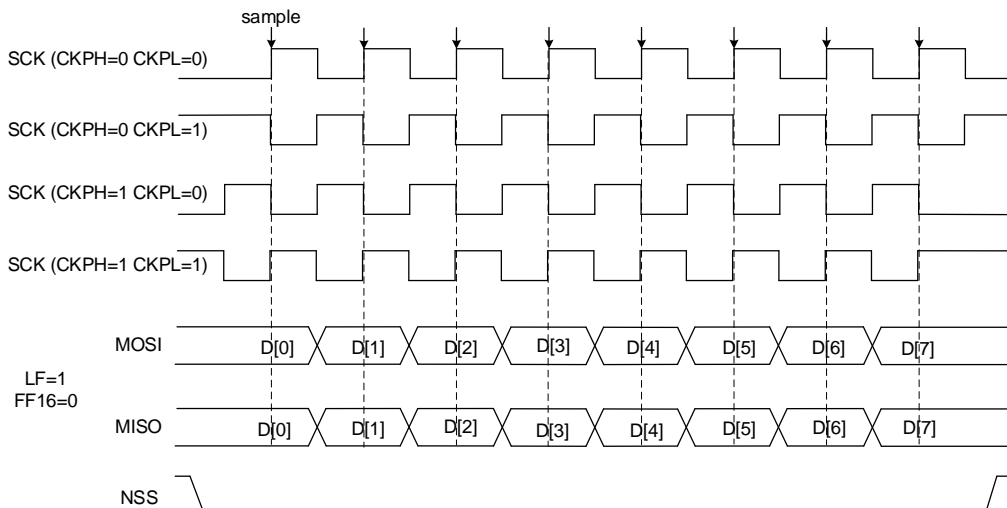 sample
SCK (CKPH=0 CKPL=0)
SCK (CKPH=0 CKPL=1)
SCK (CKPH=1 CKPL=0)
SCK (CKPH=1 CKPL=1)
MOSI D[0] D[1] D[2] D[3] D[4] D[5] D[6] D[7]
LF=1
FF16=0
MISO D[0] D[1] D[2] D[3] D[4] D[5] D[6] D[7]
NSS